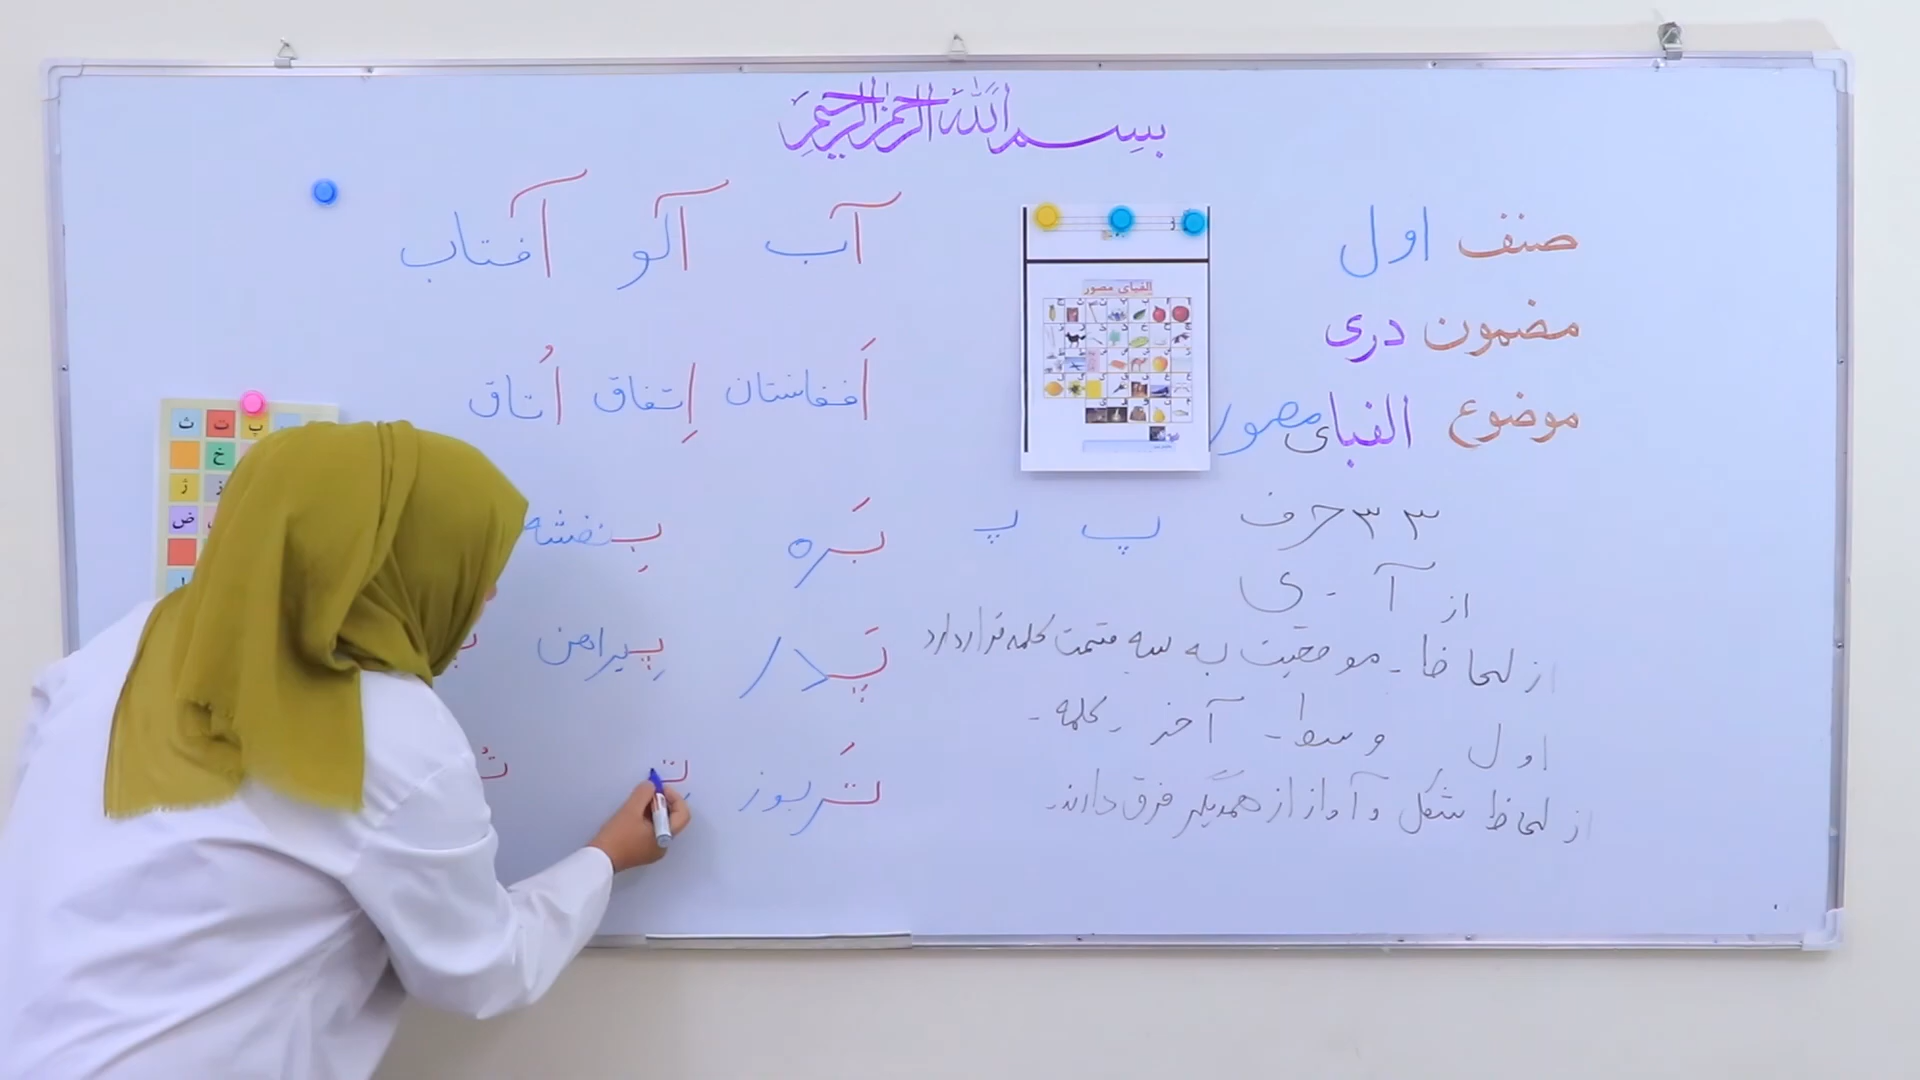 بسم الله الرحمن الرحیم
صنف اول
مضمون دری
موضوع الفبای مصور
۳۳ حرف
از آ - ی
از لحاظ موقعیت به سه قسمت کلمه قرار دارد
اول وسط - آخر - کلمه -
از لحاظ شکل و آواز از همدیگر فرق دارند.
پ پ
آب آلو آفتاب
اَفغانستان اِتفاق اُتاق
بَره بِنفشه
پَدر پِیراهن
تَربوز تِ تُ
الفبای مصور
پ ت ث
خ
ژ
ض